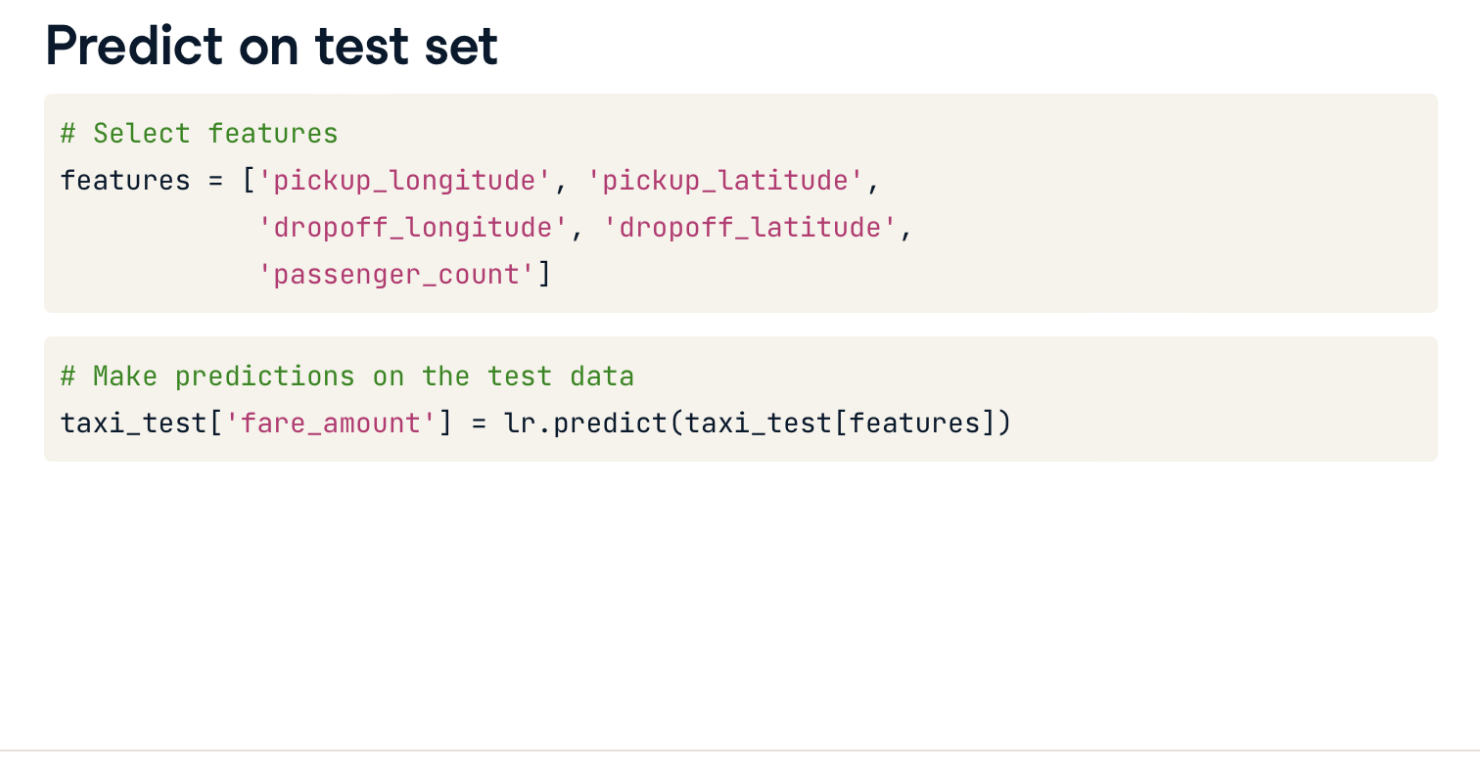 Predict on test set
# Select features
features = ['pickup_longitude', 'pickup_latitude',
            'dropoff_longitude', 'dropoff_latitude',
            'passenger_count']
# Make predictions on the test data
taxi_test['fare_amount'] = lr.predict(taxi_test[features])